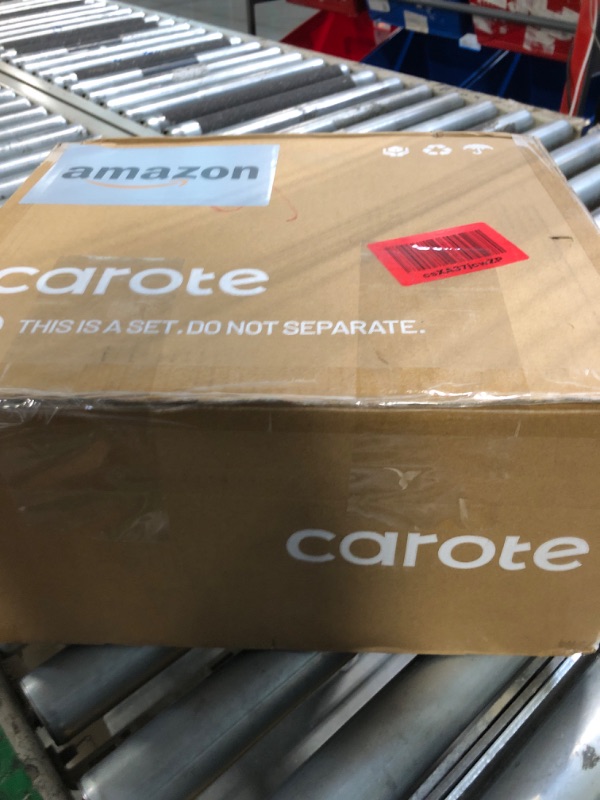 amazon
carote
THIS IS A SET. DO NOT SEPARATE.
carote